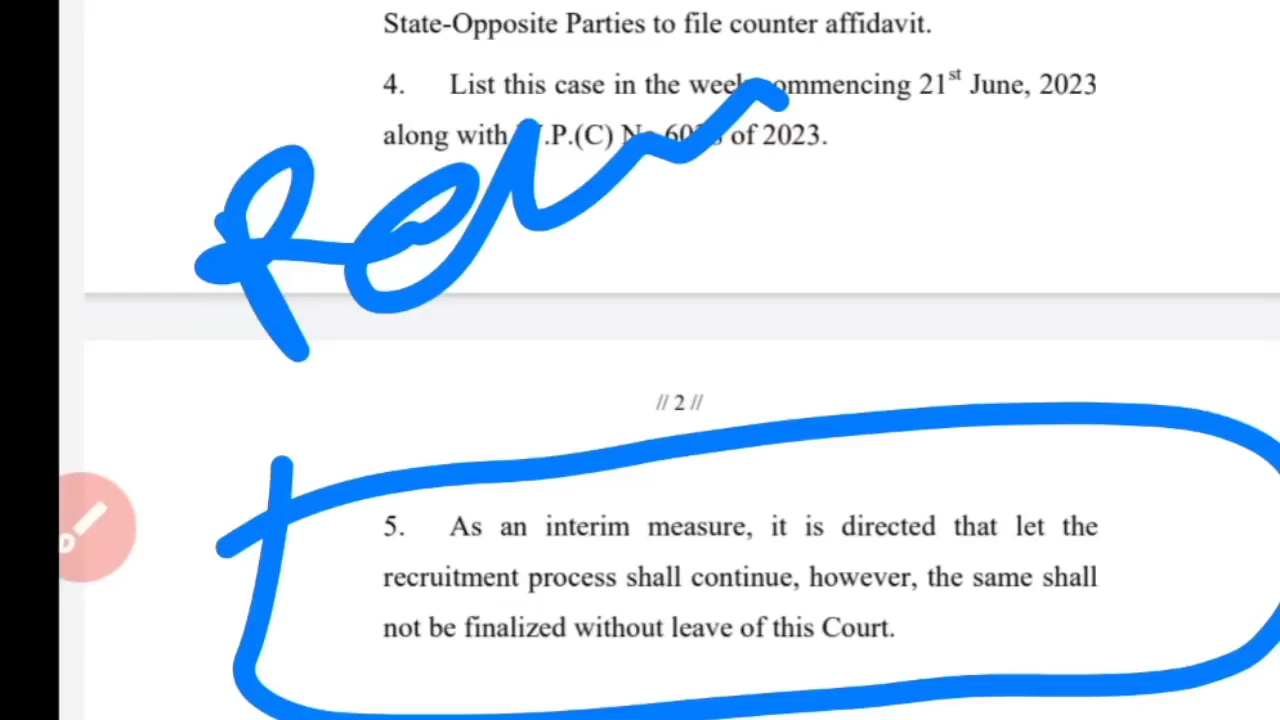 State-Opposite Parties to file counter affidavit.
4. List this case in the week commencing 21st June, 2023
along with of 2023.
// 2 //
5. As an interim measure, it is directed that let the
recruitment process shall continue, however, the same shall
not be finalized without leave of this Court.